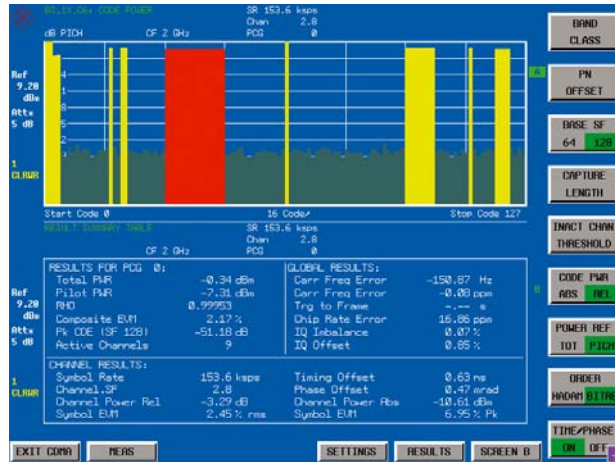 BS,1X,C6: CODE POWER
SR 153.6 ksps
Chan 2.8
dB PICH CF 2 GHz PCG 0
Ref
9.20
dBm
Att*
5 dB
1
CLRWR
A
Start Code 0 16 Code/ Stop Code 127
RESULT SUMMARY TABLE
SR 153.6 ksps
Chan 2.8
CF 2 GHz PCG 0
Ref
9.20
dBm
Att*
5 dB
1
CLRWR
B
RESULTS FOR PCG 0: GLOBAL RESULTS:
Total PWR -0.34 dBm Carr Freq Error -150.87 Hz
Pilot PWR -7.31 dBm Carr Freq Error -0.08 ppm
RHO 0.99953 Trg to Frame --.-- s
Composite EVM 2.17 % Chip Rate Error 16.86 ppm
Pk CDE (SF 128) -51.18 dB IQ Imbalance 0.07 %
Active Channels 9 IQ Offset 0.85 %
CHANNEL RESULTS:
Symbol Rate 153.6 ksps Timing Offset 0.63 ns
Channel.SF 2.8 Phase Offset 0.47 mrad
Channel Power Rel -3.29 dB Channel Power Abs -10.61 dBm
Symbol EVM 2.45 % rms Symbol EVM 6.95 % Pk
BAND
CLASS
PN
OFFSET
BASE SF
64 128
CAPTURE
LENGTH
INACT CHAN
THRESHOLD
CODE PWR
ABS REL
POWER REF
TOT PICH
ORDER
HADAM BITRE
TIME/PHASE
ON OFF
EXIT CDMA MEAS SETTINGS RESULTS SCREEN B